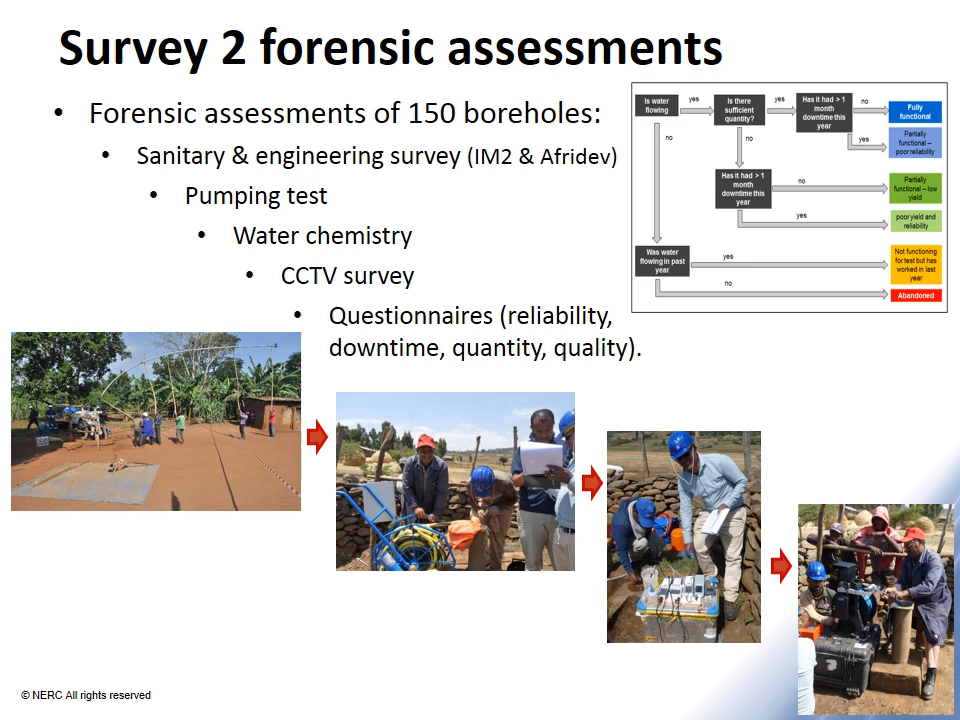 Survey 2 forensic assessments
• Forensic assessments of 150 boreholes:
• Sanitary & engineering survey (IM2 & Afridev)
• Pumping test
• Water chemistry
• CCTV survey
• Questionnaires (reliability,
downtime, quantity, quality).
Is water
flowing
yes
Is there
sufficient
quantity?
yes
Has it had > 1
month
downtime this
year
no
Fully
functional
yes
Partially
functional –
poor reliability
no
no
Has it had > 1
month
downtime this
year
no
Partially
functional – low
yield
yes
poor yield and
reliability
Was water
flowing in past
year
yes
Not functioning
for test but has
worked in last
year
no
Abandoned
© NERC All rights reserved